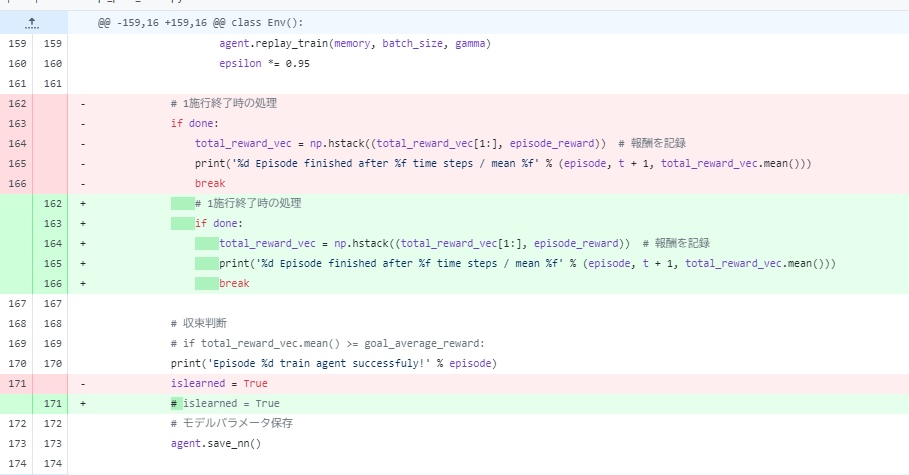 @@ -159,16 +159,16 @@ class Env():
159 159 agent.replay_train(memory, batch_size, gamma)
160 160 epsilon *= 0.95
161 161
162 - # 1施行終了時の処理
163 - if done:
164 - total_reward_vec = np.hstack((total_reward_vec[1:], episode_reward)) # 報酬を記録
165 - print('%d Episode finished after %f time steps / mean %f' % (episode, t + 1, total_reward_vec.mean()))
166 - break
162 + # 1施行終了時の処理
163 + if done:
164 + total_reward_vec = np.hstack((total_reward_vec[1:], episode_reward)) # 報酬を記録
165 + print('%d Episode finished after %f time steps / mean %f' % (episode, t + 1, total_reward_vec.mean()))
166 + break
167 167
168 168 # 収束判断
169 169 # if total_reward_vec.mean() >= goal_average_reward:
170 170 print('Episode %d train agent successfuly!' % episode)
171 - islearned = True
171 + # islearned = True
172 172 # モデルパラメータ保存
173 173 agent.save_nn()
174 174